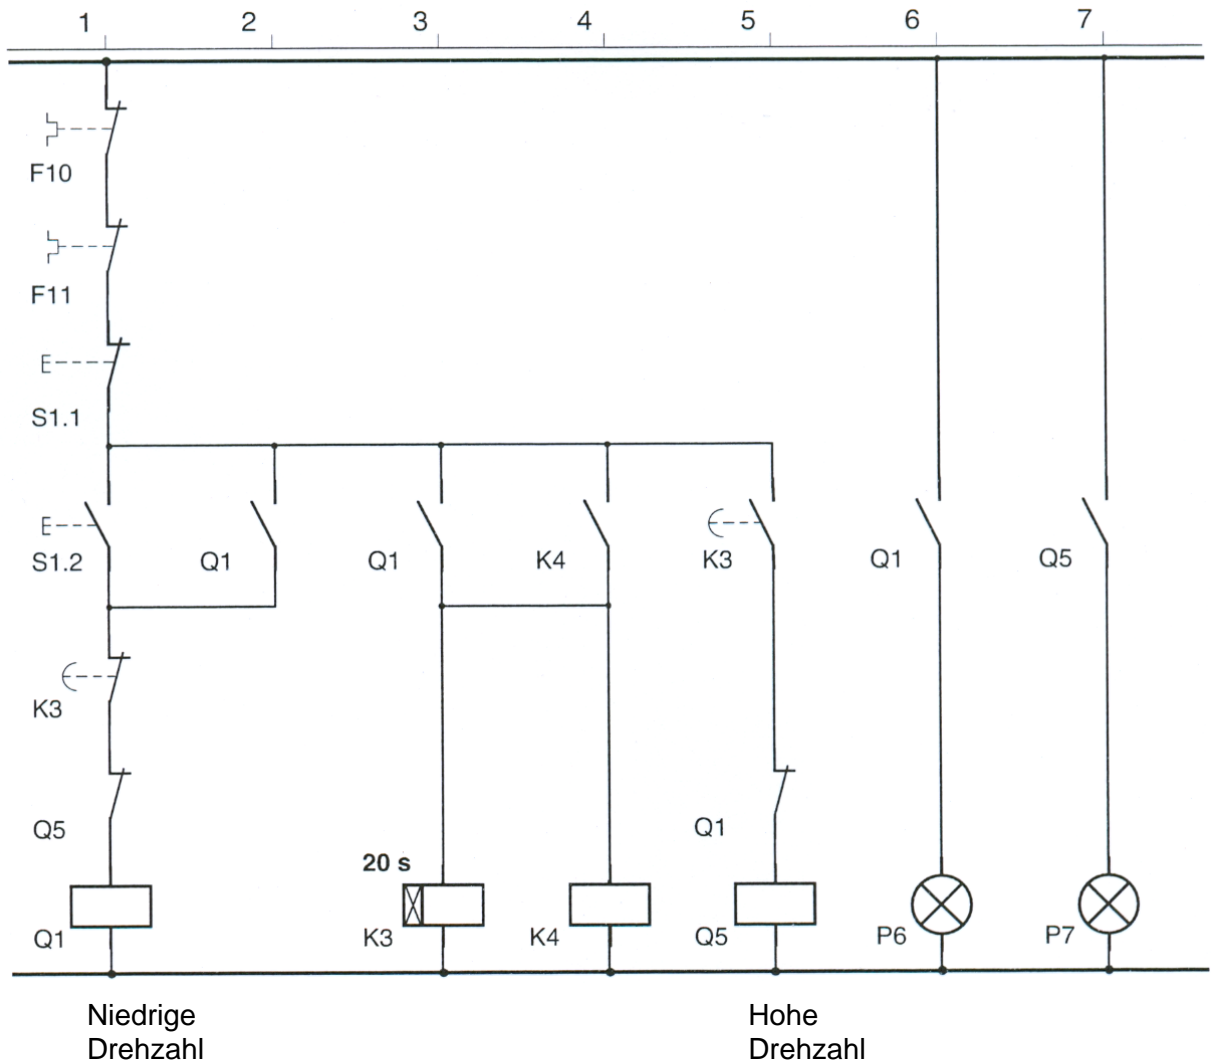 1 2 3 4 5 6 7
F10
F11
S1.1
S1.2 Q1 Q1 K4 K3 Q1 Q5
K3
Q5 Q1
20 s
Q1 K3 K4 Q5 P6 P7
Niedrige Hohe
Drehzahl Drehzahl